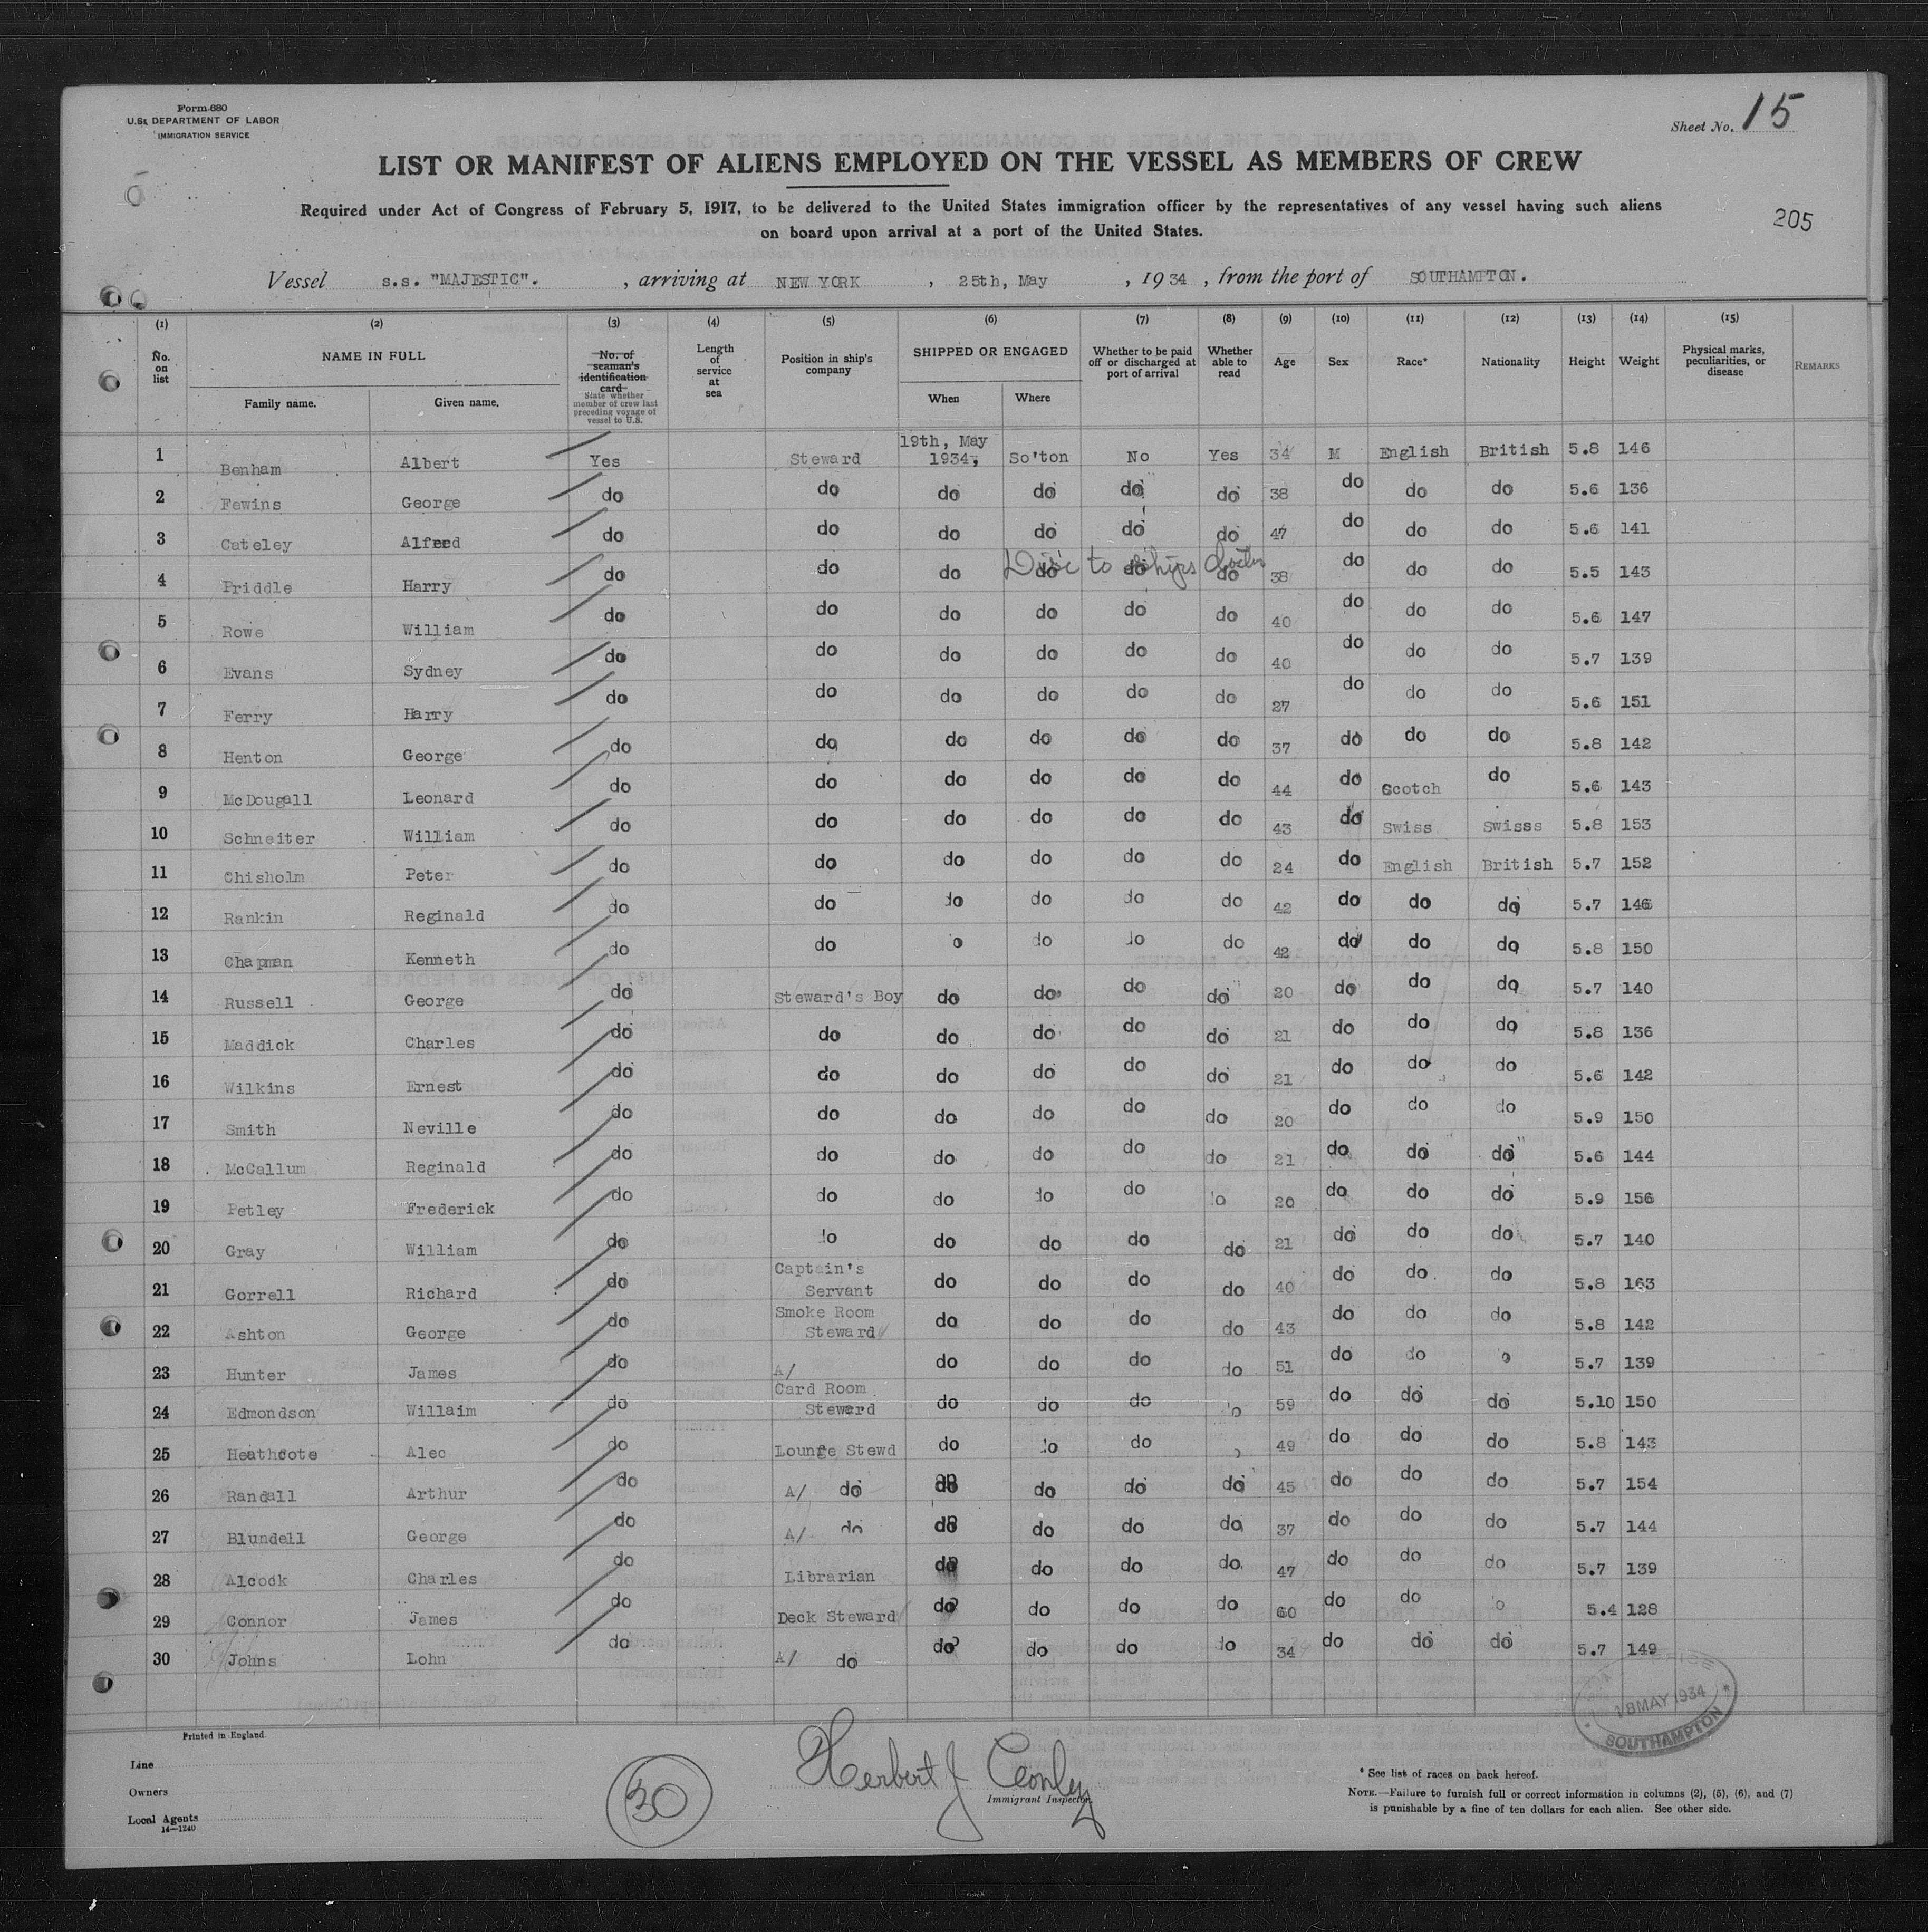 Form 680
U.S. DEPARTMENT OF LABOR
IMMIGRATION SERVICE
Sheet No. 15
LIST OR MANIFEST OF ALIENS EMPLOYED ON THE VESSEL AS MEMBERS OF CREW
Required under Act of Congress of February 5, 1917, to be delivered to the United States immigration officer by the representatives of any vessel having such aliens
on board upon arrival at a port of the United States.
205
Vessel s.s. "MAJESTIC". , arriving at NEW YORK , 25th, May , 1934 , from the port of SOUTHAMPTON.
(1) (2) (3) (4) (5) (6) (7) (8) (9) (10) (11) (12) (13) (14) (15)
No. on list NAME IN FULL Family name. Given name. No. of seaman's identification card State whether member of crew last preceding voyage of vessel to U.S. Length of service at sea Position in ship's company SHIPPED OR ENGAGED When Where Whether to be paid off or discharged at port of arrival Whether able to read Age Sex Race* Nationality Height Weight Physical marks, peculiarities, or disease REMARKS
1 Benham Albert Yes Steward 19th, May 1934, So'ton No Yes 34 M English British 5.8 146
2 Fewins George do do do do do do 38 do do do 5.6 136
3 Cateley Alfred do do do do do do 47 do do do 5.6 141
to ships
4 Priddle Harry do do do do do do 38 do do do 5.5 143
5 Rowe William do do do do do do 40 do do do 5.6 147
6 Evans Sydney do do do do do do 40 do do do 5.7 139
7 Ferry Harry do do do do do do 27 do do do 5.6 151
8 Henton George do do do do do do 37 do do do 5.8 142
9 McDougall Leonard do do do do do do 44 do Scotch do 5.6 143
10 Schneiter William do do do do do do 43 do Swiss Swisss 5.8 153
11 Chisholm Peter do do do do do do 24 do English British 5.7 152
12 Rankin Reginald do do do do do do 42 do do do 5.7 146
13 Chapman Kenneth do do o do do do 42 do do do 5.8 150
14 Russell George do Steward's Boy do do do do 20 do do do 5.7 140
15 Maddick Charles do do do do do do 21 do do do 5.8 136
16 Wilkins Ernest do do do do do do 21 do do do 5.6 142
17 Smith Neville do do do do do do 20 do do do 5.9 150
18 McCallum Reginald do do do do do do 21 do do do 5.6 144
19 Petley Frederick do do do do do do 20 do do do 5.9 156
20 Gray William do do do do do do 21 do do do 5.7 140
21 Gorrell Richard do Captain's Servant do do do do 40 do do do 5.8 163
22 Ashton George do Smoke Room Steward do do do do 43 do do do 5.8 142
23 Hunter James do A/ do do do do 51 do do o 5.7 139
24 Edmondson Willaim do Card Room Steward do do do do 59 do do do 5.10 150
25 Heathcote Alec do Lounge Stewd do do do 49 do do do 5.8 143
26 Randall Arthur do A/ do do do do do 45 do do do 5.7 154
27 Blundell George do A/ do do do do do 37 do do do 5.7 144
28 Alcock Charles do Librarian do do do do 47 do do do 5.7 139
29 Connor James do Deck Steward do do do do 60 do do o 5.4 128
30 Johns Lohn do A/ do do do do do 34 do do do 5.7 149
18 MAY 1934
SOUTHAMPTON
Printed in England.
Line
Owners
Local Agents
14—1240
30
Herbert J
Immigrant Inspector.
* See list of races on back hereof.
NOTE.—Failure to furnish full or correct information in columns (2), (5), (6), and (7)
is punishable by a fine of ten dollars for each alien. See other side.